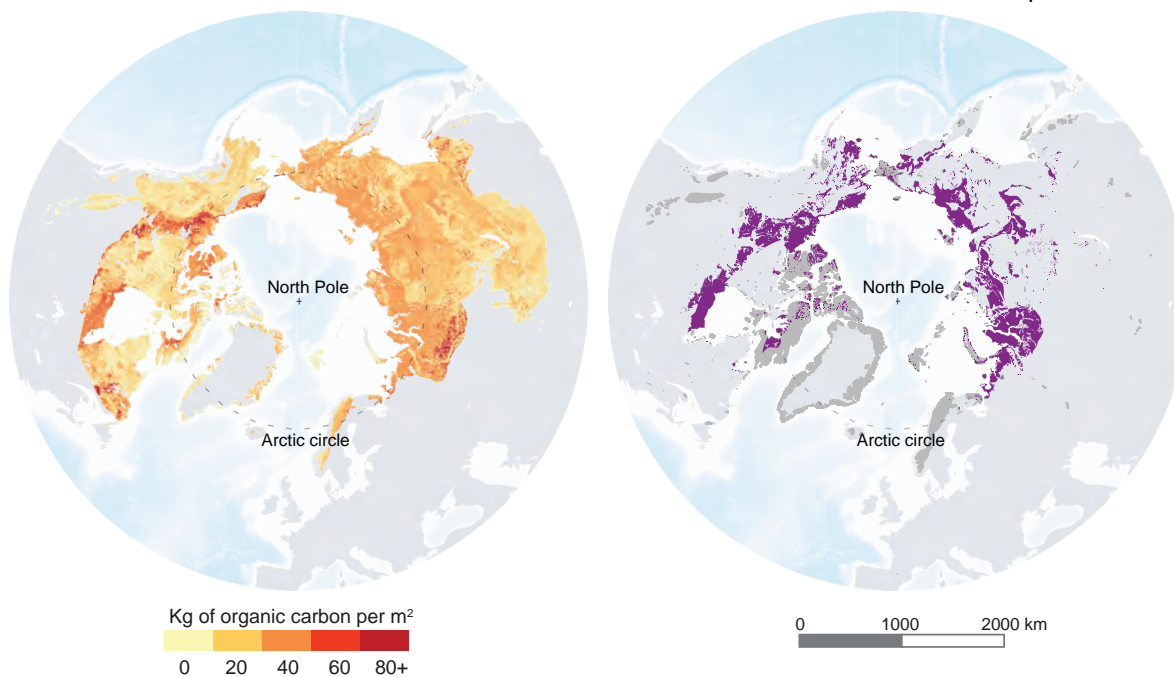 North Pole
Arctic circle
North Pole
Arctic circle
Kg of organic carbon per m²
0 20 40 60 80+
0 1000 2000 km